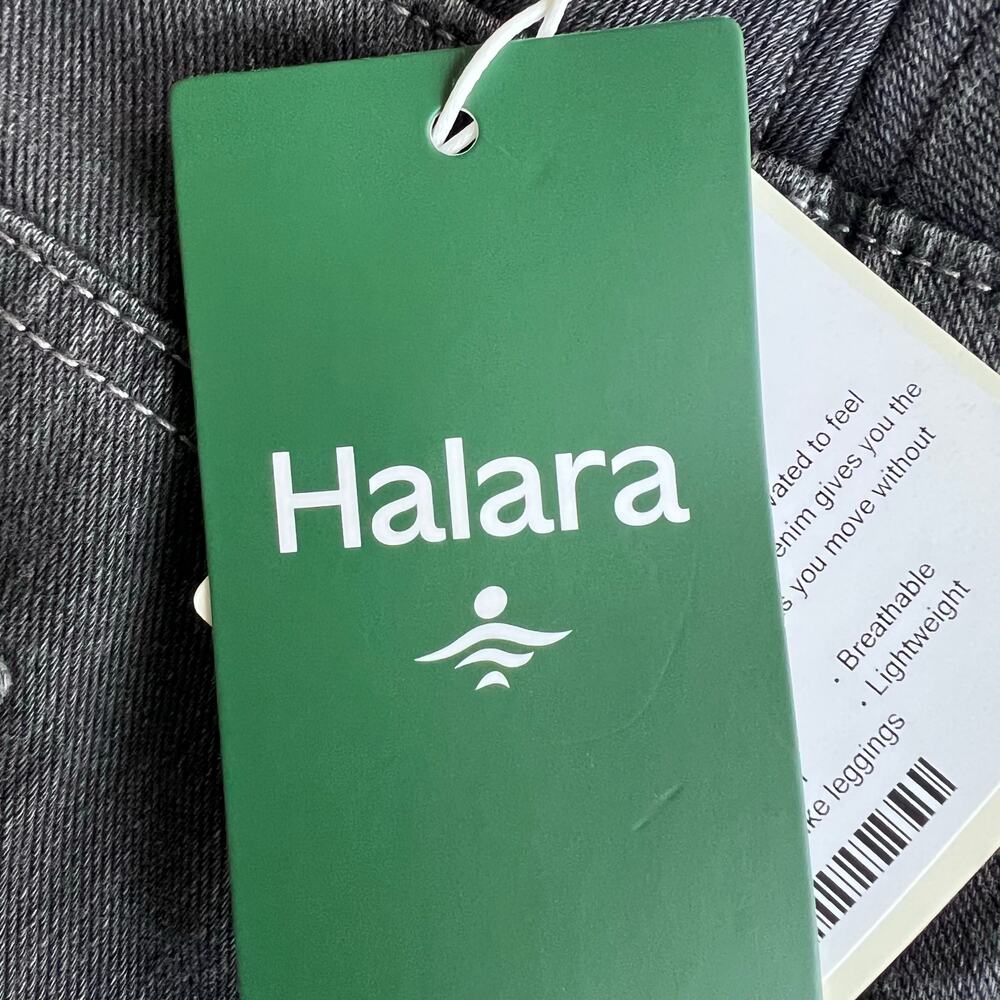 Halara
vated to feel
enim gives you the
s you move without
· Breathable
· Lightweight
ke leggings